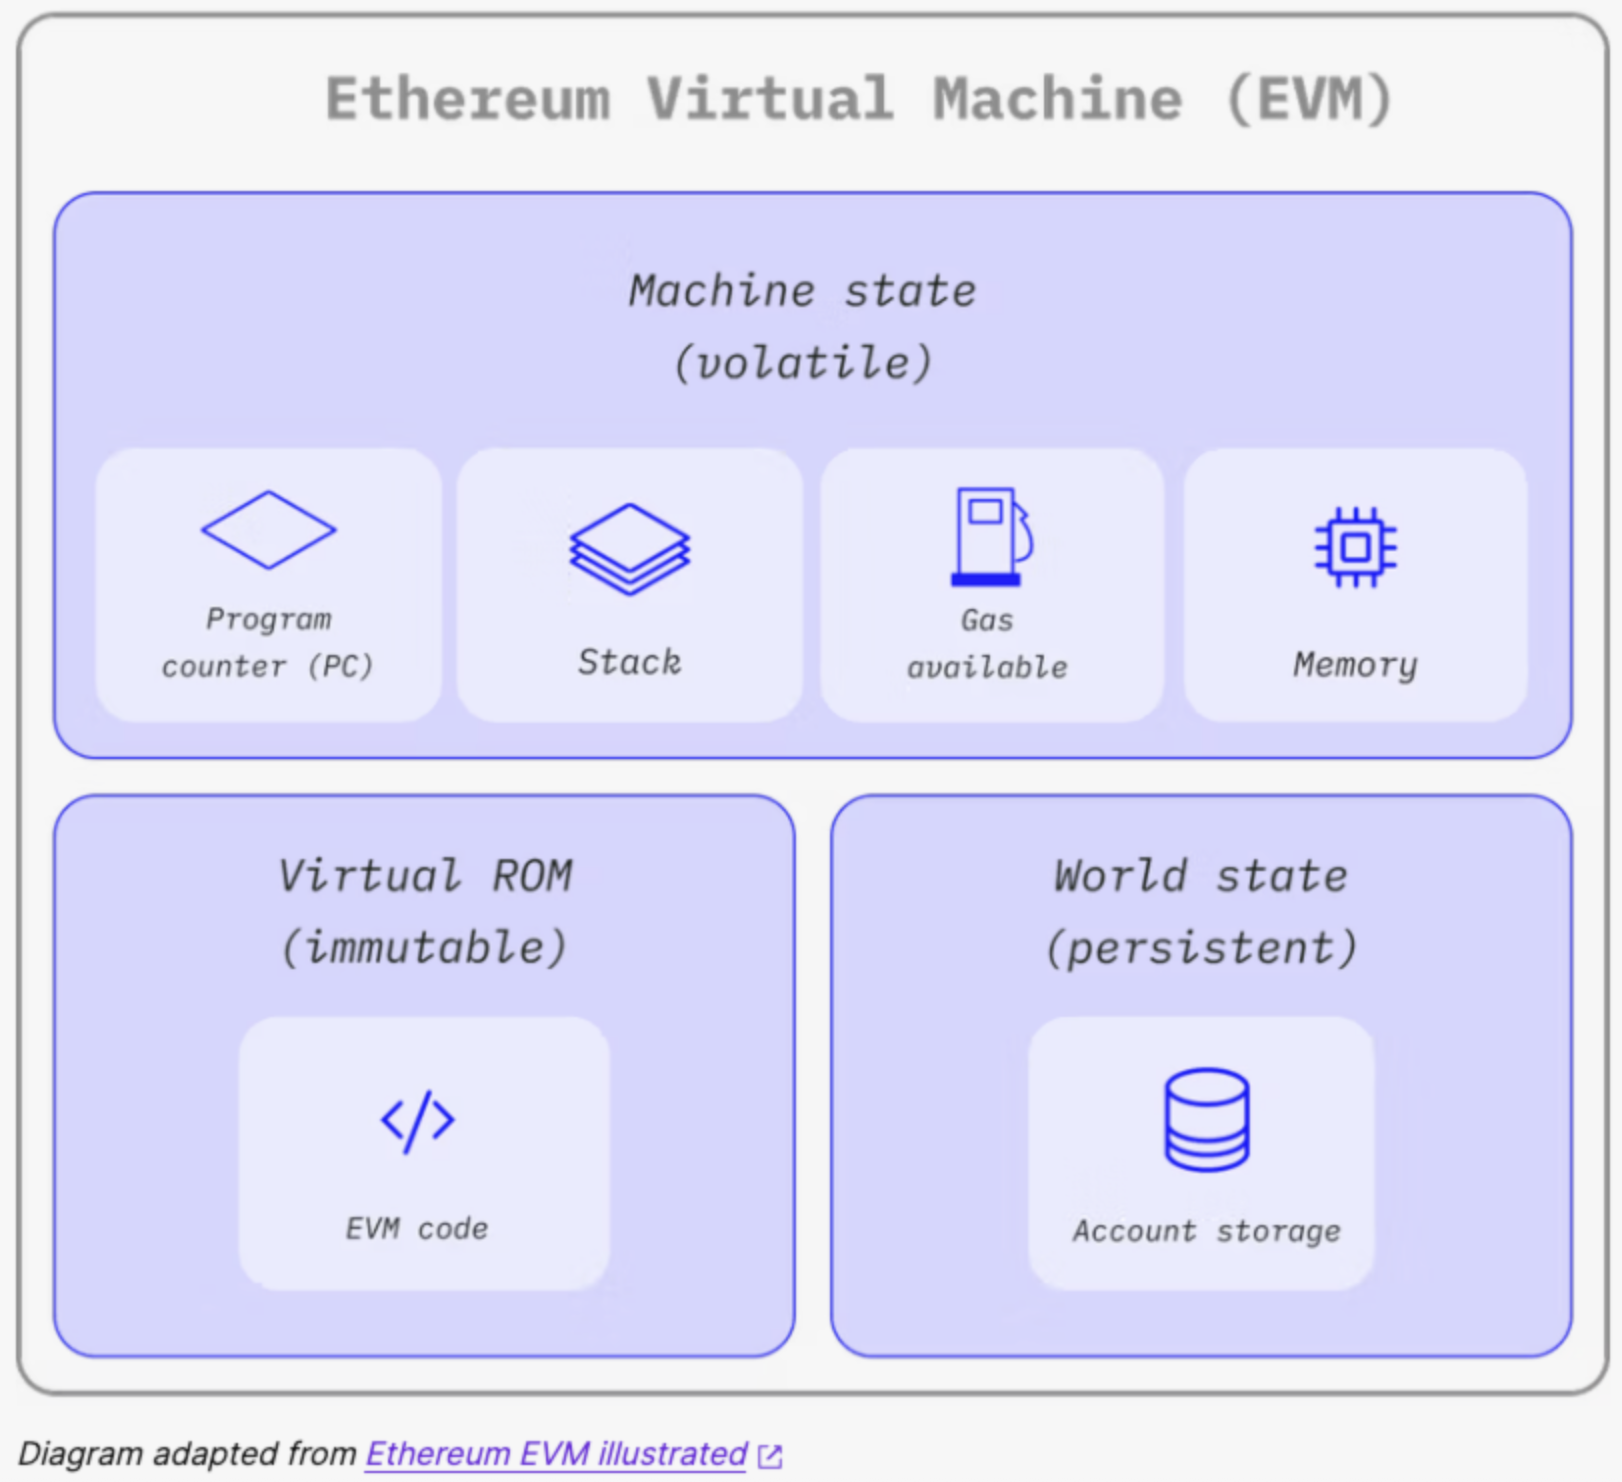 Ethereum Virtual Machine (EVM)
Machine state
(volatile)
Program
counter (PC)
Stack
Gas
available
Memory
Virtual ROM
(immutable)
EVM code
World state
(persistent)
Account storage
Diagram adapted from Ethereum EVM illustrated